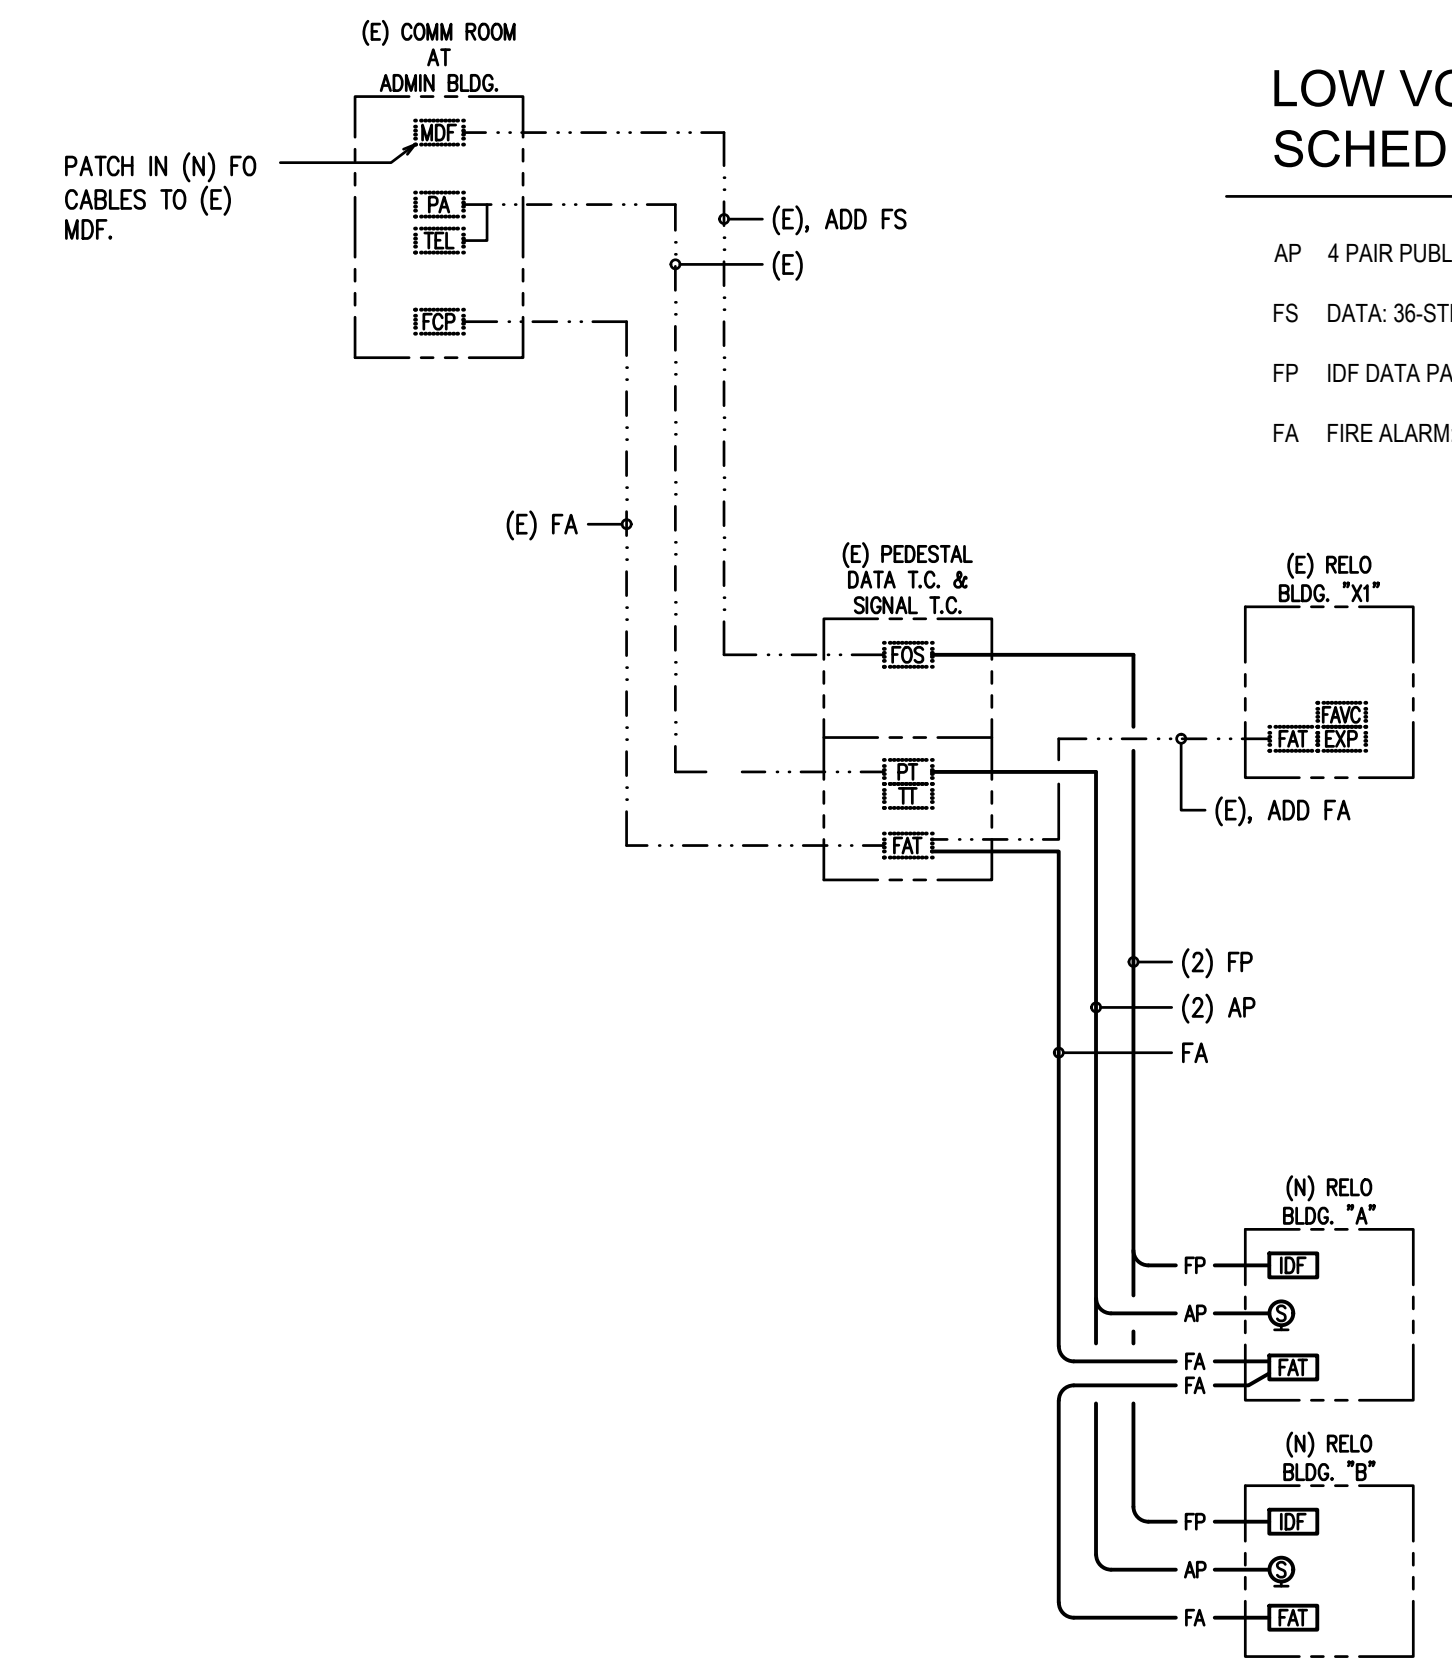 (E) COMM ROOM
AT
ADMIN BLDG.
MDF
PATCH IN (N) FO
CABLES TO (E)
MDF.
PA
TEL
FCP
(E), ADD FS
(E)
(E) FA
LOW VO
SCHED
AP 4 PAIR PUBL
FS DATA: 36-ST
FP IDF DATA PA
FA FIRE ALARM
(E) PEDESTAL
DATA T.C. &
SIGNAL T.C.
FOS
PT
TT
FAT
(E) RELO
BLDG. "X1"
FAVC
FAT EXP
(E), ADD FA
(2) FP
(2) AP
FA
(N) RELO
BLDG. "A"
FP IDF
AP S
FA FAT
FA
(N) RELO
BLDG. "B"
FP IDF
AP S
FA FAT